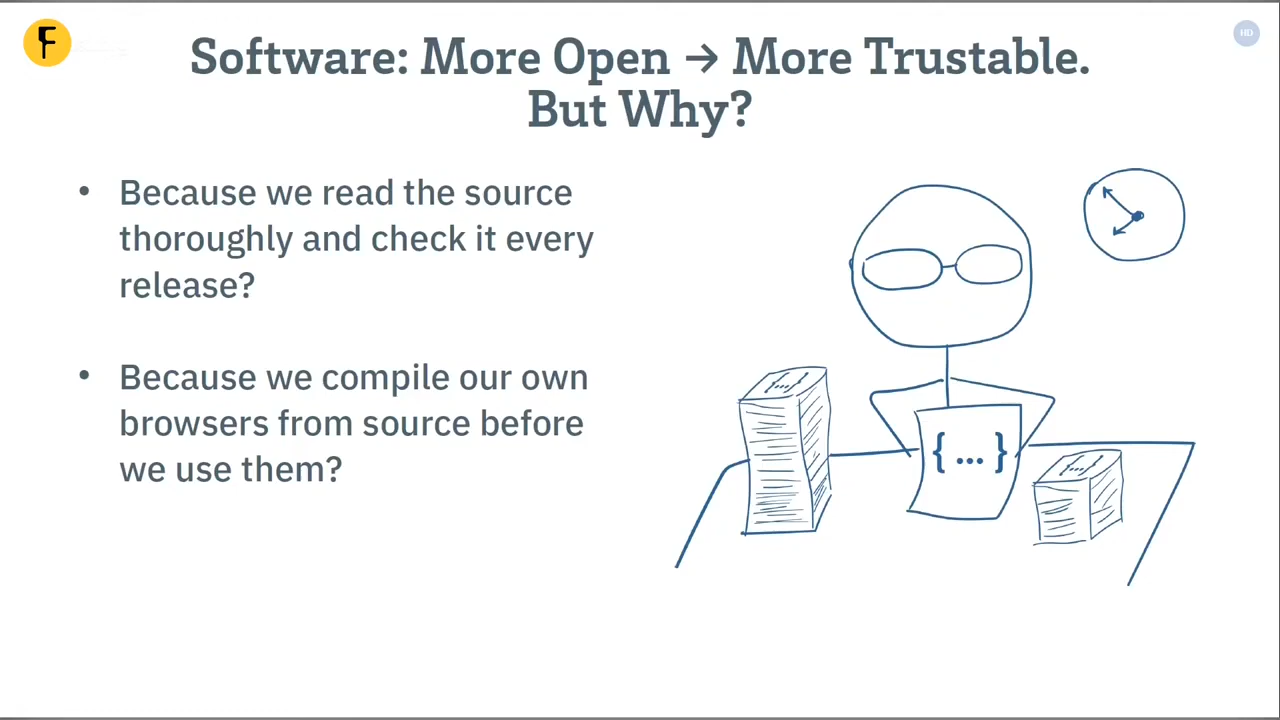 Software: More Open → More Trustable.
But Why?
HD
• Because we read the source
thoroughly and check it every
release?
• Because we compile our own
browsers from source before
we use them?
{...}
{...}
{...}